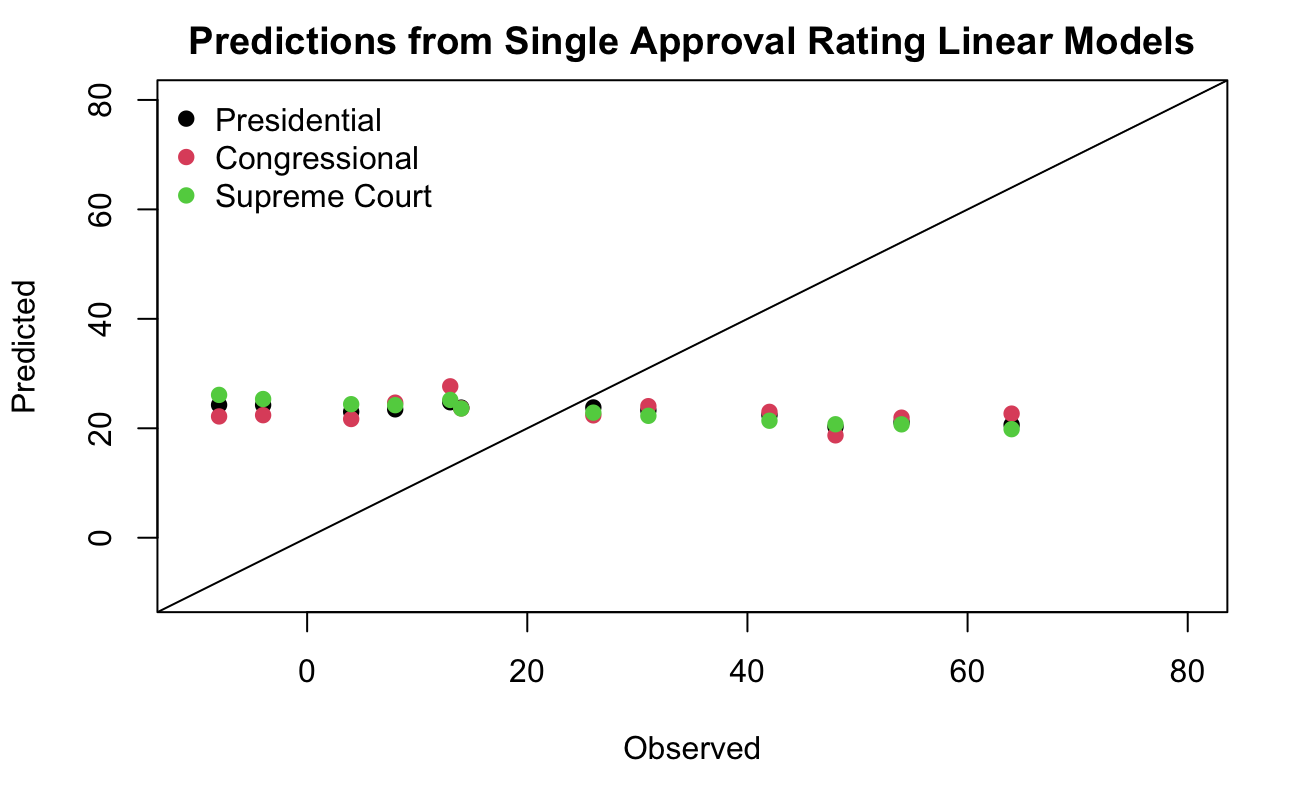 Predictions from Single Approval Rating Linear Models
Presidential
Congressional
Supreme Court
80
60
40
20
0
Predicted
0 20 40 60 80
Observed